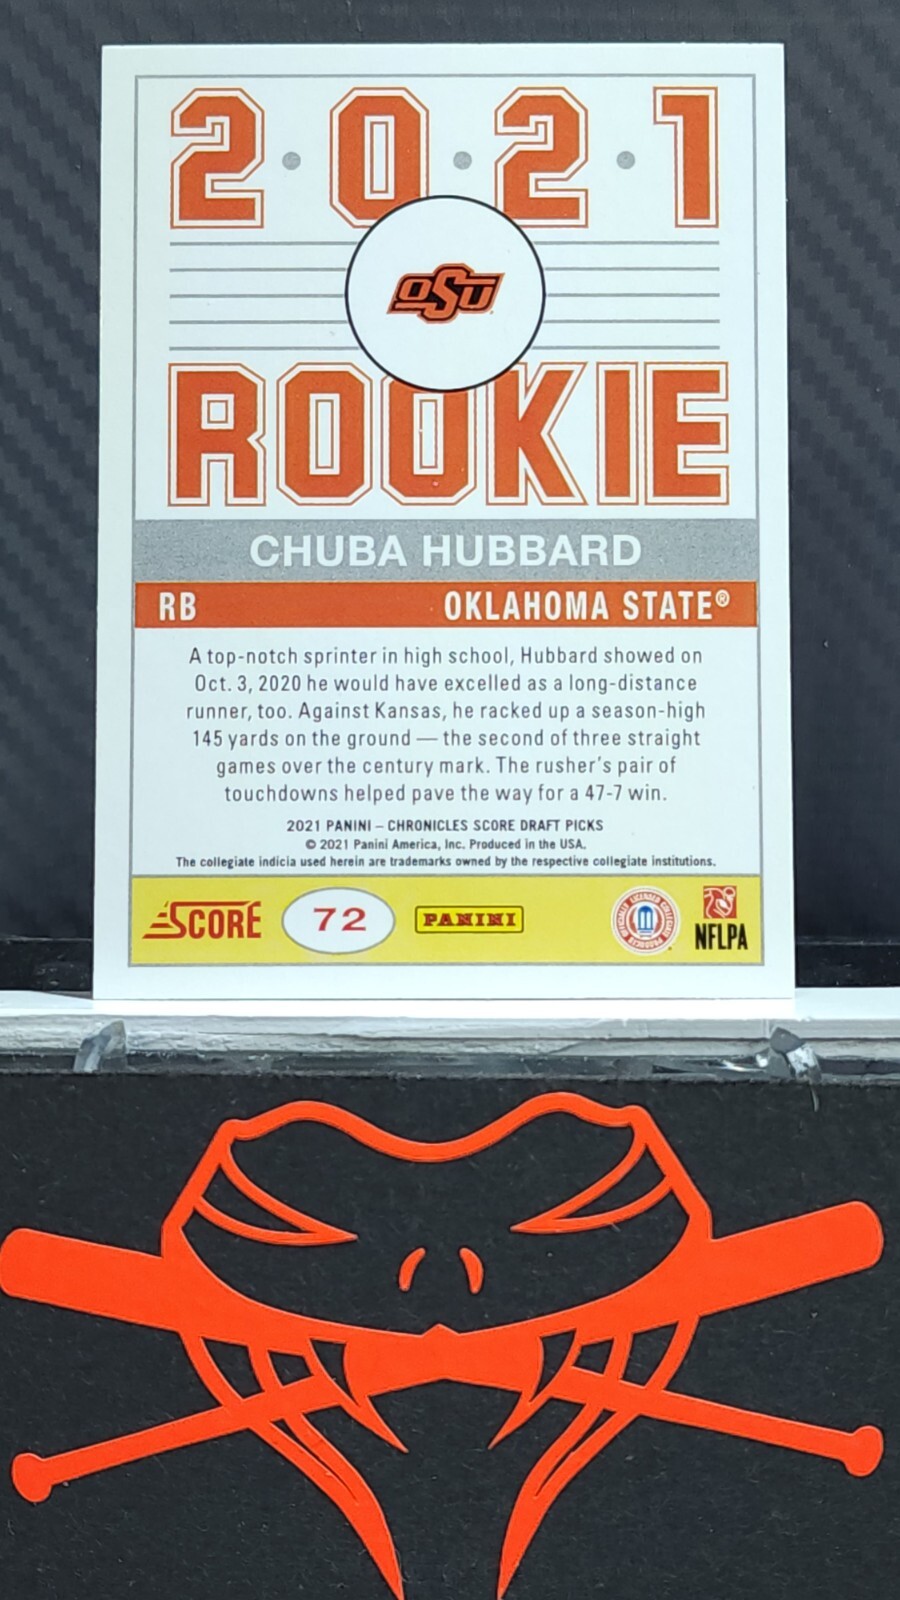 2·0·2·1
OSU
ROOKIE
CHUBA HUBBARD
RB OKLAHOMA STATE®
A top-notch sprinter in high school, Hubbard showed on
Oct. 3, 2020 he would have excelled as a long-distance
runner, too. Against Kansas, he racked up a season-high
145 yards on the ground — the second of three straight
games over the century mark. The rusher's pair of
touchdowns helped pave the way for a 47-7 win.
2021 PANINI – CHRONICLES SCORE DRAFT PICKS
© 2021 Panini America, Inc. Produced in the USA.
The collegiate indicia used herein are trademarks owned by the respective collegiate institutions.
SCORE 72 PANINI OFFICIALLY LICENSED COLLEGIATE PRODUCTS NFLPA